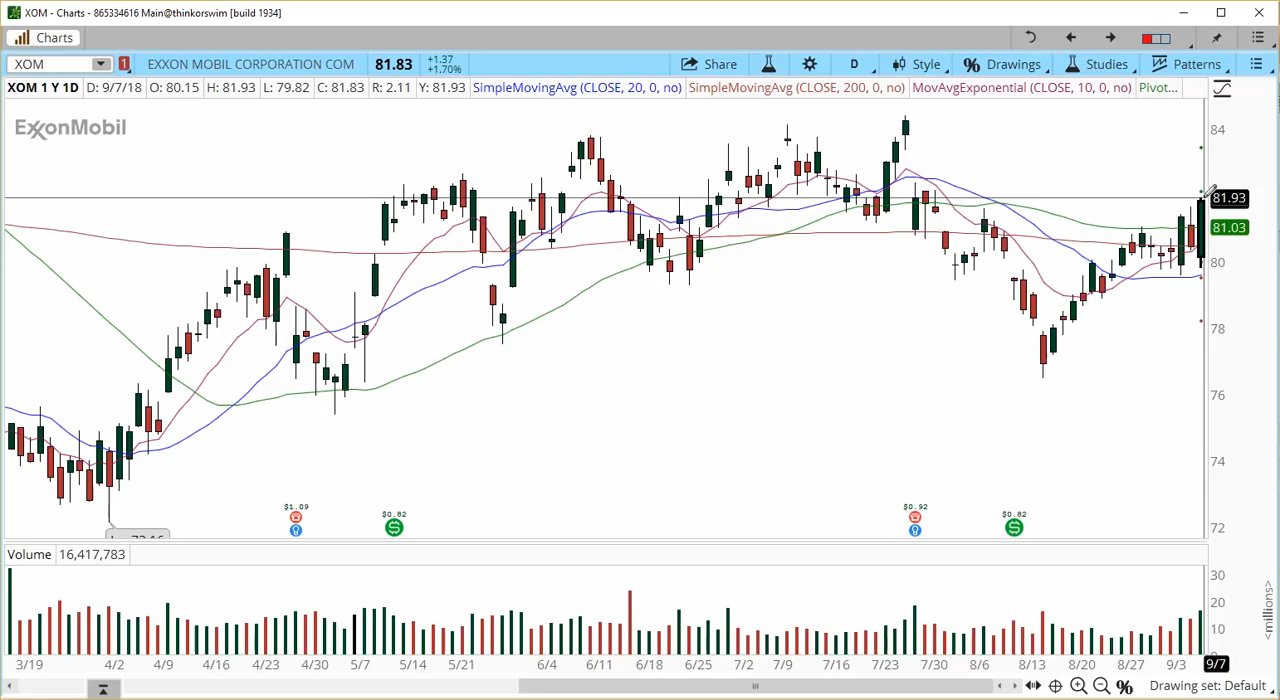 XOM - Charts - 865334616 Main@thinkorswim [build 1934]
Charts
XOM 1 EXXON MOBIL CORPORATION COM 81.83 +1.37 +1.70% Share D Style Drawings Studies Patterns
XOM 1 Y 1D D: 9/7/18 O: 80.15 H: 81.93 L: 79.82 C: 81.83 R: 2.11 Y: 81.93 SimpleMovingAvg (CLOSE, 20, 0, no) SimpleMovingAvg (CLOSE, 200, 0, no) MovAvgExponential (CLOSE, 10, 0, no) Pivot...
ExxonMobil
84
81.93
81.03
80
78
76
74
72
$1.09 $0.82 $0.92 $0.82
Volume 16,417,783
30
20
10
<millions>
3/19 4/2 4/9 4/16 4/23 4/30 5/7 5/14 5/21 6/4 6/11 6/18 6/25 7/2 7/9 7/16 7/23 7/30 8/6 8/13 8/20 8/27 9/3 9/7
Drawing set: Default